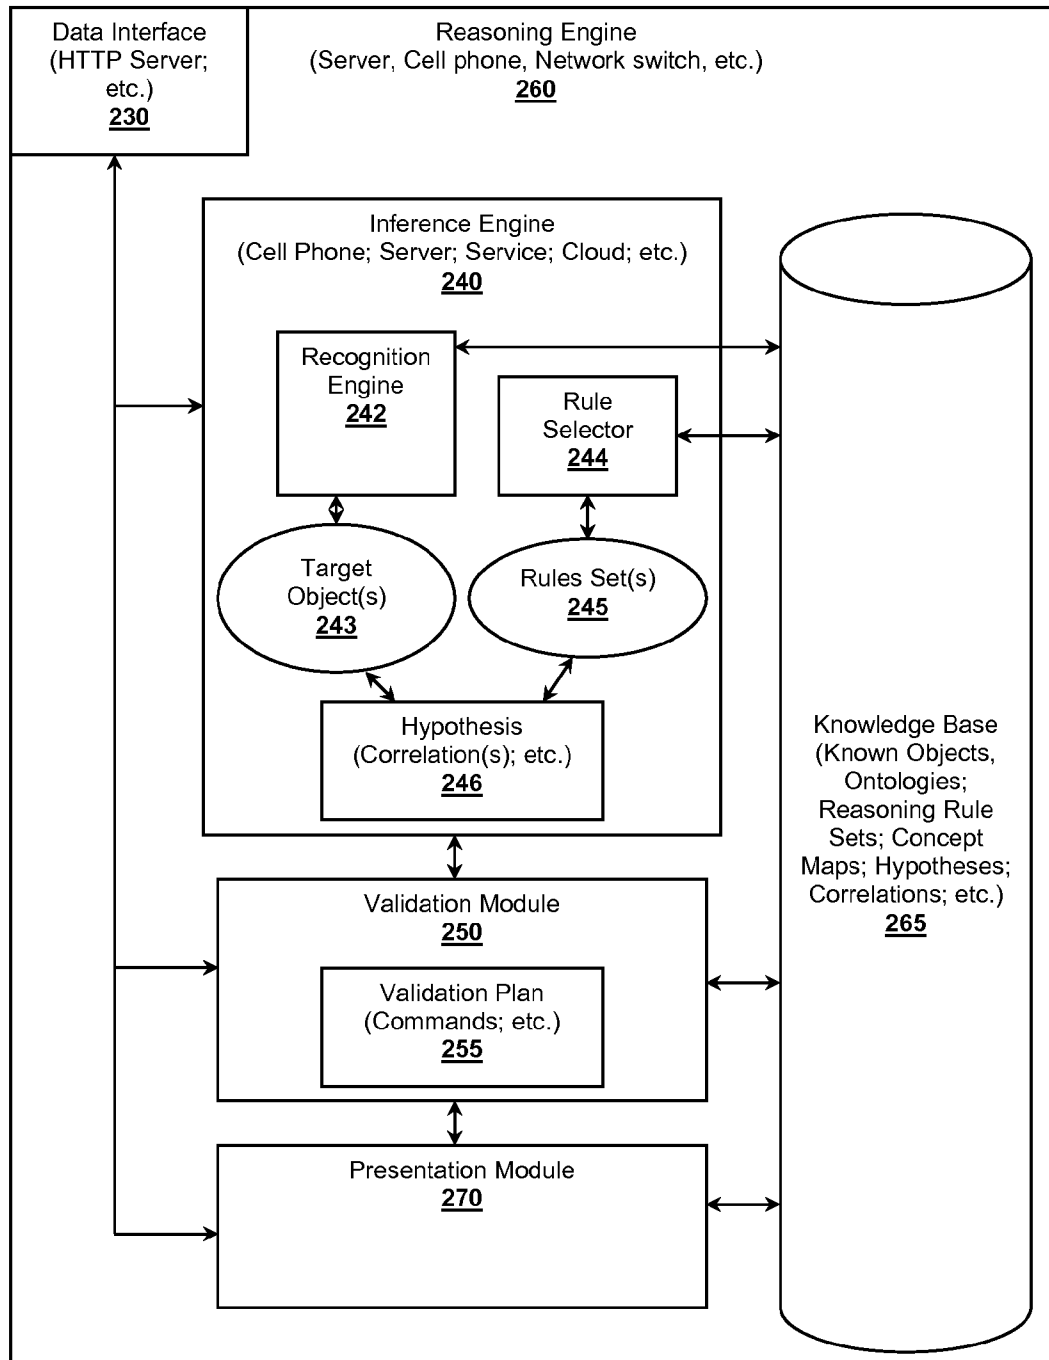 Data Interface
(HTTP Server;
etc.)
230
Reasoning Engine
(Server, Cell phone, Network switch, etc.)
260
Inference Engine
(Cell Phone; Server; Service; Cloud; etc.)
240
Recognition
Engine
242
Rule
Selector
244
Target
Object(s)
243
Rules Set(s)
245
Hypothesis
(Correlation(s); etc.)
246
Validation Module
250
Validation Plan
(Commands; etc.)
255
Presentation Module
270
Knowledge Base
(Known Objects,
Ontologies;
Reasoning Rule
Sets; Concept
Maps; Hypotheses;
Correlations; etc.)
265